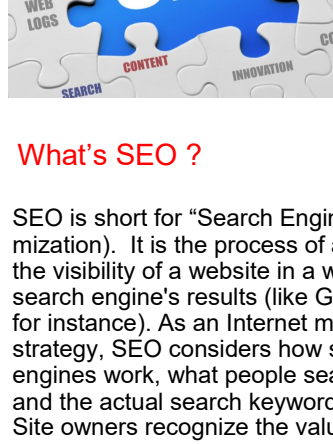 WEB
LOGS
CONTENT
INNOVATION
SEARCH
What's SEO ?
SEO is short for “Search Engin
mization).  It is the process of
the visibility of a website in a
search engine's results (like G
for instance). As an Internet m
strategy, SEO considers how
engines work, what people sea
and the actual search keyword
Site owners recognize the valu